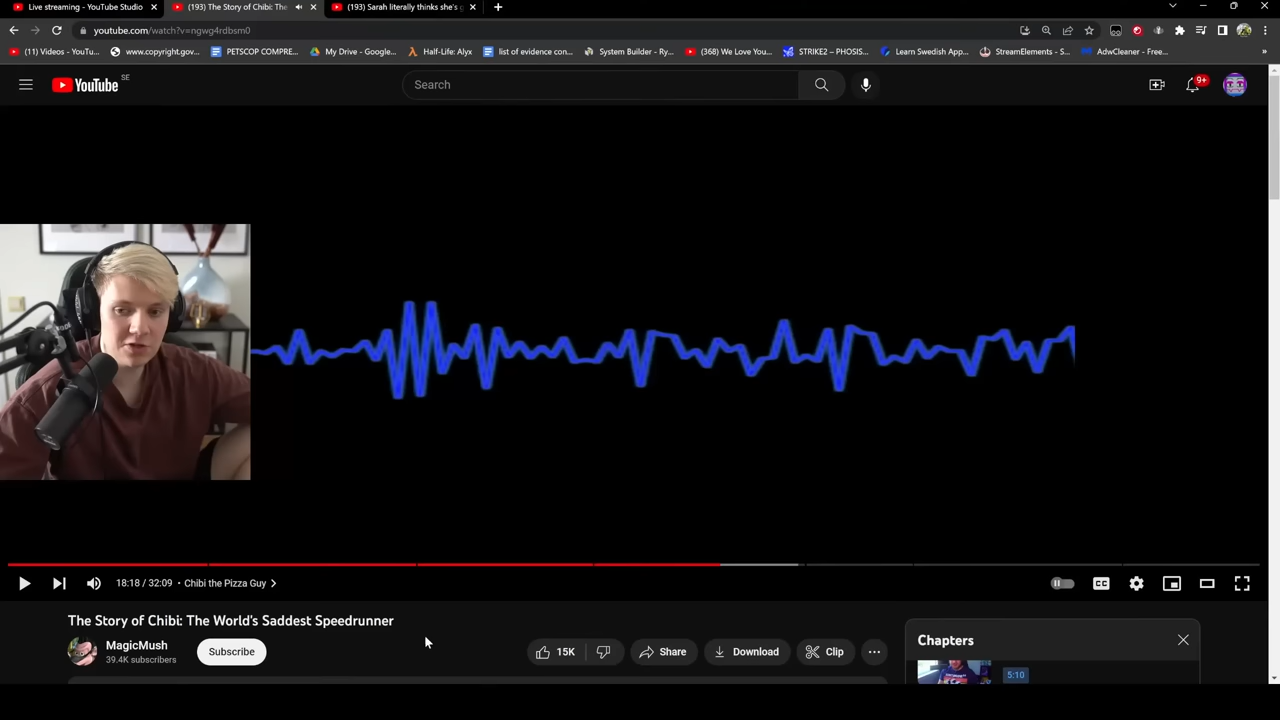 Live streaming - YouTube Studio
(193) The Story of Chibi: The
(193) Sarah literally thinks she's g
youtube.com/watch?v=ngwg4rdbsm0
(11) Videos - YouTu...
www.copyright.gov...
PETSCOP COMPRE...
My Drive - Google...
Half-Life: Alyx
list of evidence con...
System Builder - Ry...
(368) We Love You...
STRIKE2 – PHOSIS...
Learn Swedish App...
StreamElements - S...
AdwCleaner - Free...
YouTube SE
Search
9+
18:18 / 32:09 • Chibi the Pizza Guy
CC
The Story of Chibi: The World's Saddest Speedrunner
MagicMush
39.4K subscribers
Subscribe
15K
Share
Download
Clip
Chapters
5:10